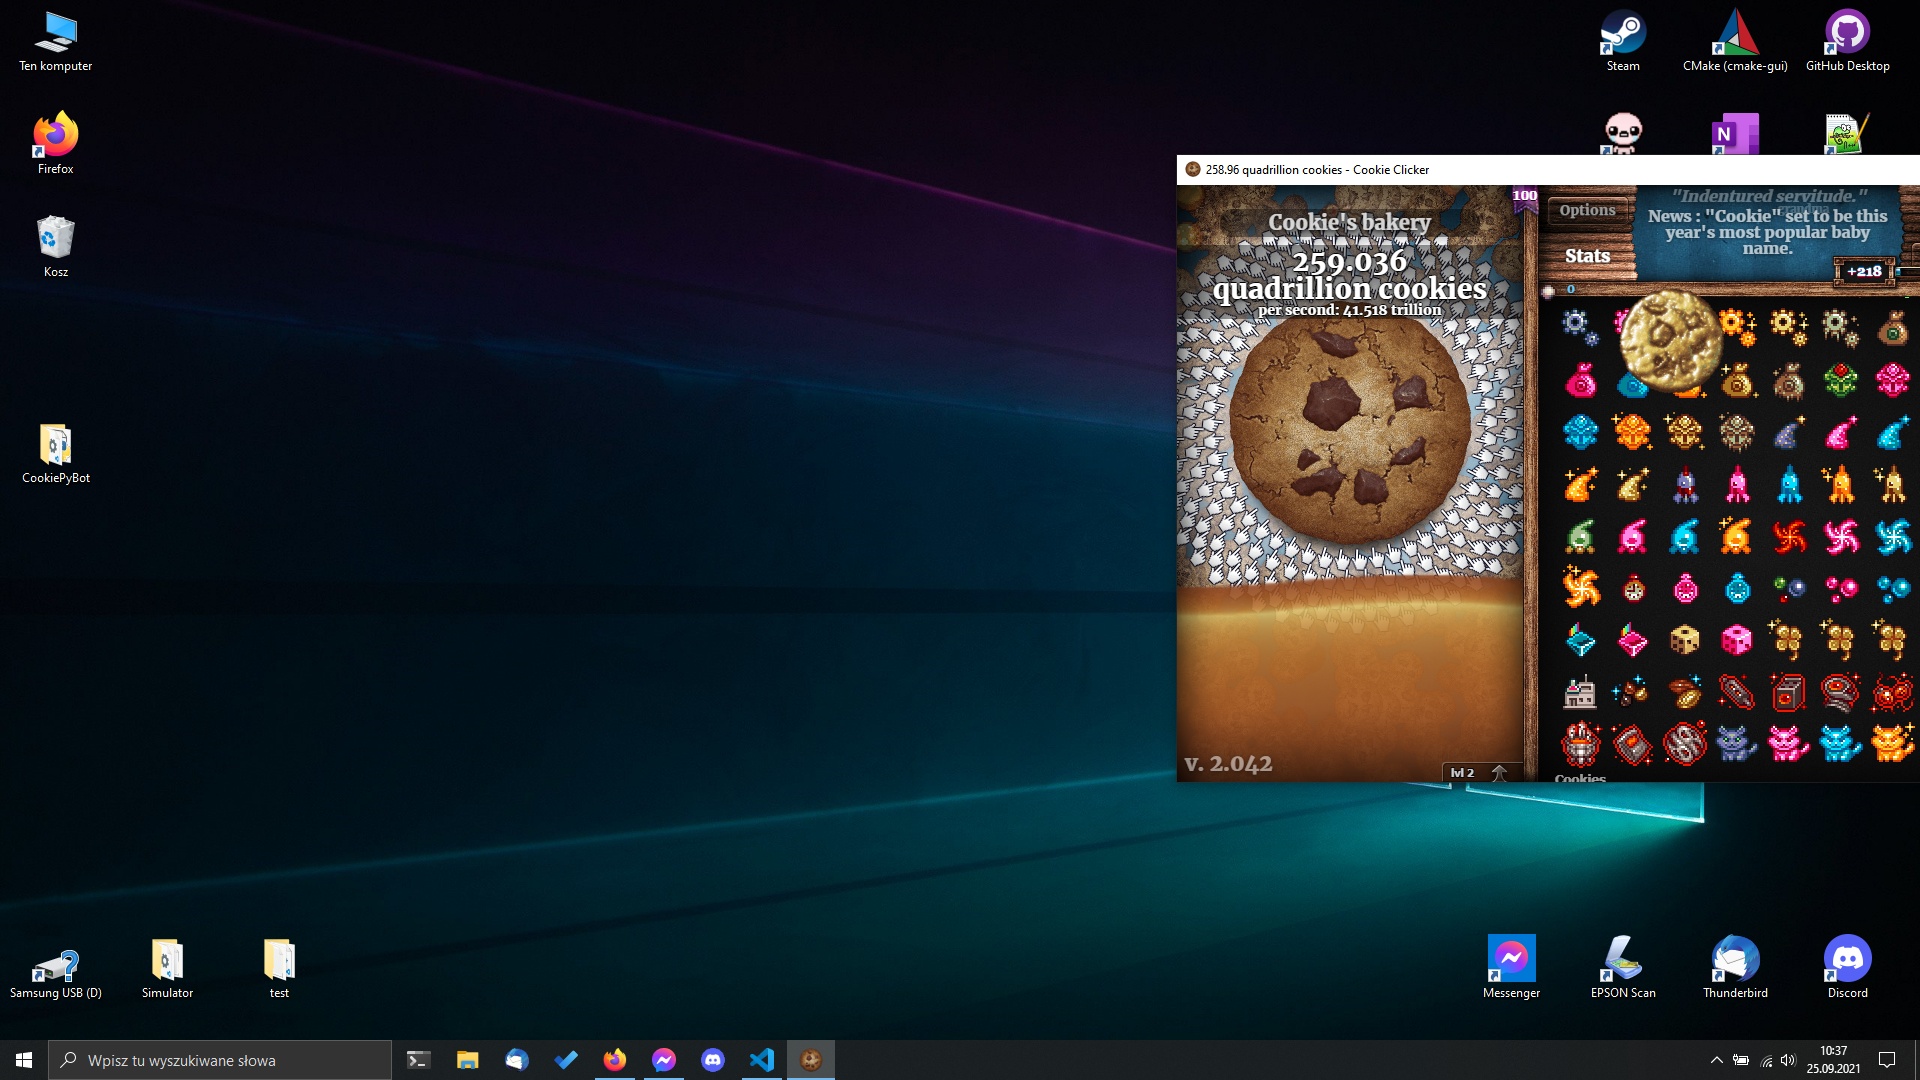 Ten komputer
Firefox
Kosz
CookiePyBot
Samsung USB (D)
Simulator
test
Steam
CMake (cmake-gui)
GitHub Desktop
N
258.96 quadrillion cookies - Cookie Clicker
Cookie's bakery
259.036
quadrillion cookies
per second: 41.518 trillion
v. 2.042
lvl 2
100
Options
Stats
"Indentured servitude."
News : "Cookie" set to be this
year's most popular baby
name.
+218
0
Cookies
Messenger
EPSON Scan
Thunderbird
Discord
Wpisz tu wyszukiwane słowa
10:37
25.09.2021